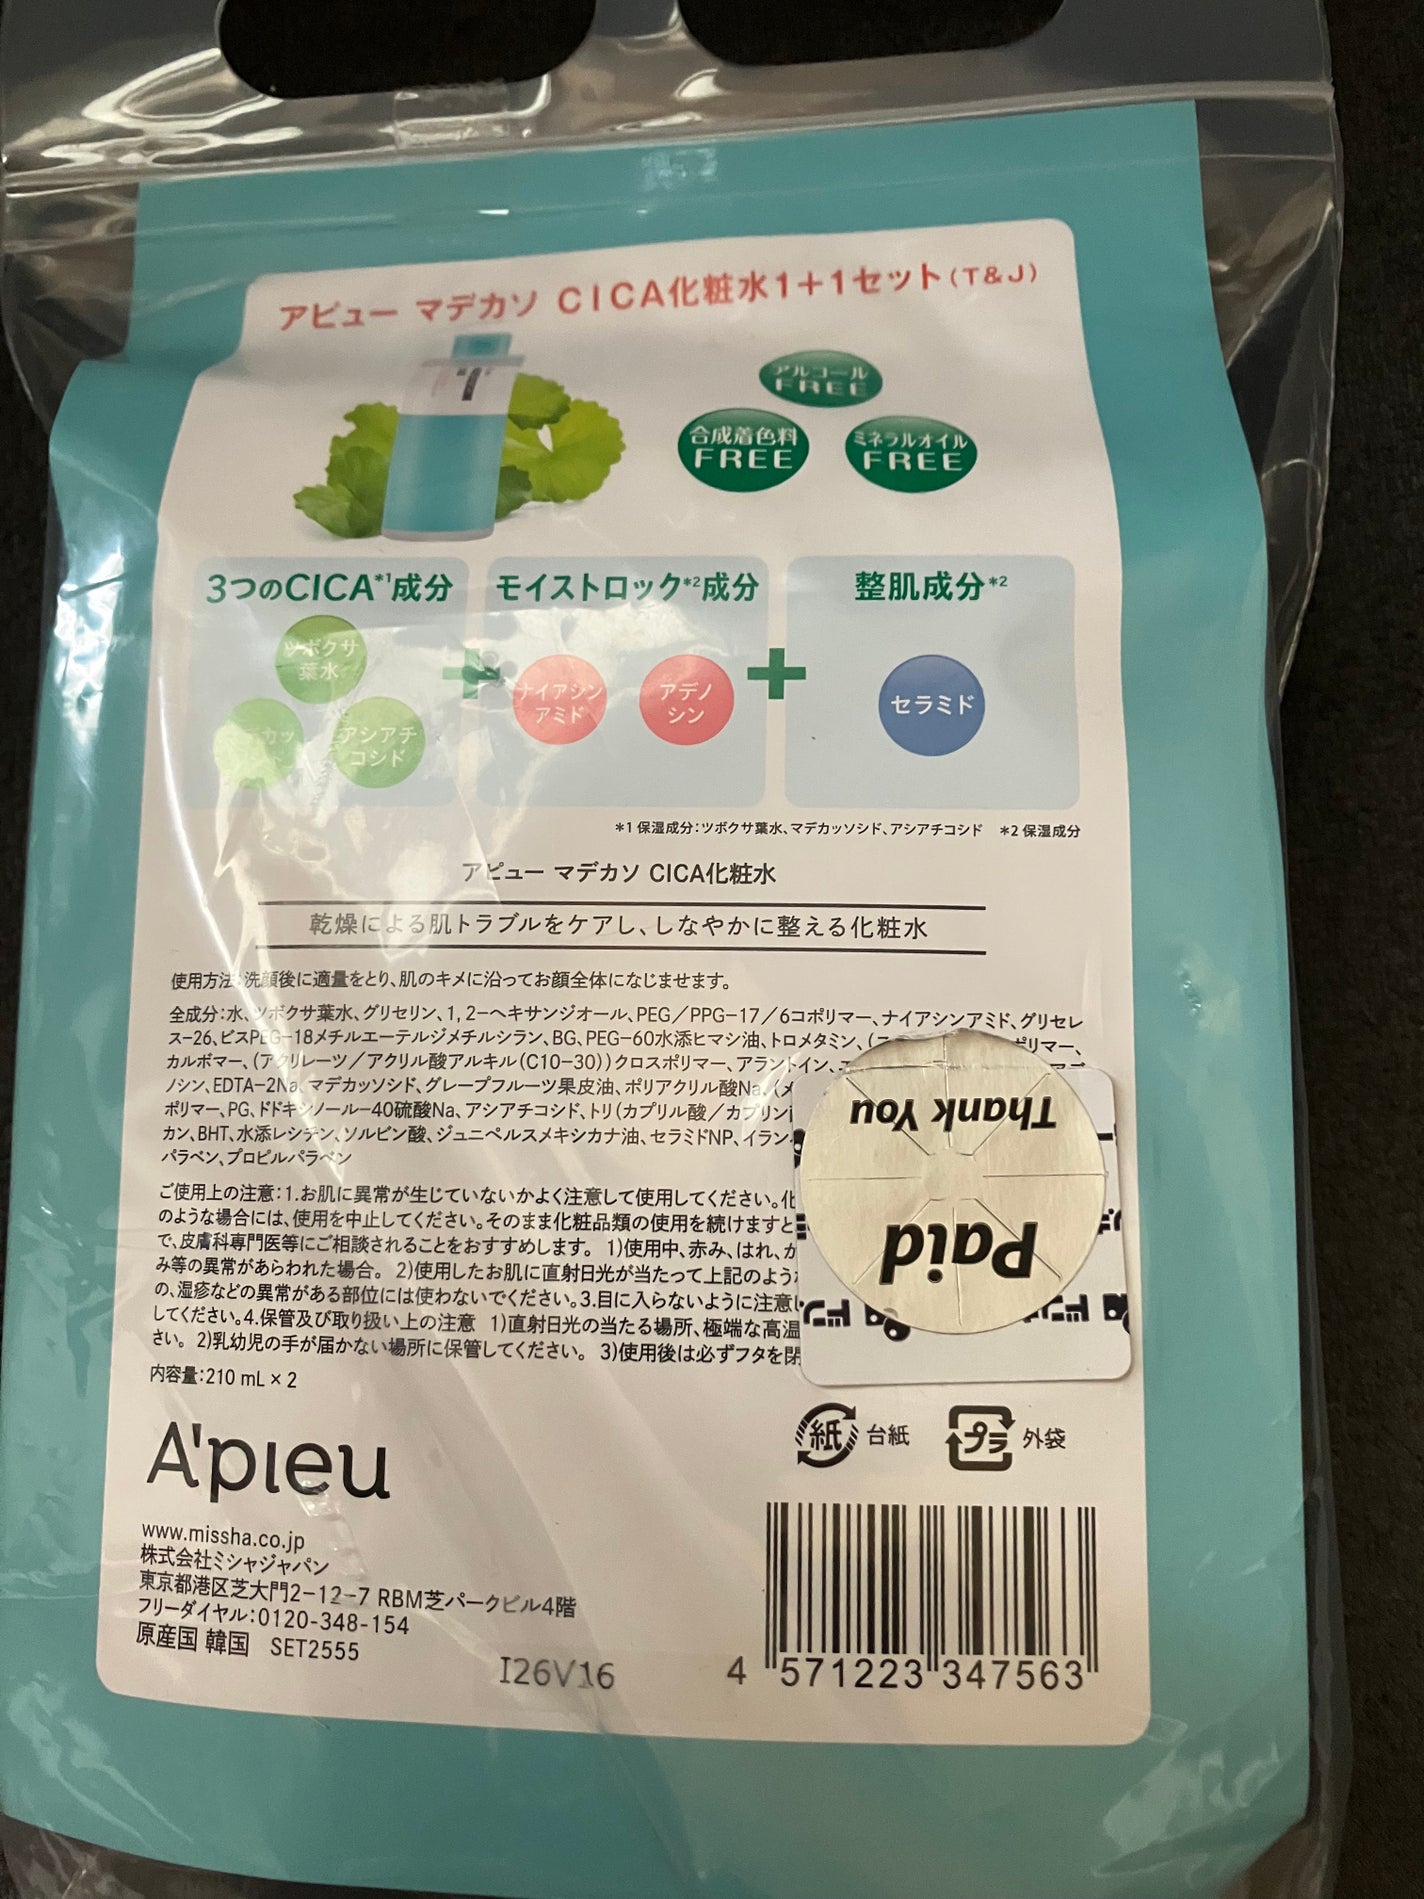 アピュー マデカソ CICA化粧水1+1セット(T&J)
アルコール
FREE
合成着色料
FREE
ミネラルオイル
FREE
3つのCICA*1成分
ツボクサ
葉水
アシアチ
コシド
モイストロック*2成分
ナイアシン
アミド
アデノ
シン
整肌成分*2
セラミド
*1 保湿成分:ツボクサ葉水、マデカッソシド、アシアチコシド *2 保湿成分
アピュー マデカソ CICA化粧水
乾燥による肌トラブルをケアし、しなやかに整える化粧水
使用方法:洗顔後に適量をとり、肌のキメに沿ってお顔全体になじませます。
全成分:水、ツボクサ葉水、グリセリン、1,2-ヘキサンジオール、PEG/PPG-17/6コポリマー、ナイアシンアミド、グリセレ
ス-26、ビスPEG-18メチルエーテルジメチルシラン、BG、PEG-60水添ヒマシ油、トロメタミン、(ス ポリマー、
カルボマー、(アクリレーツ/アクリル酸アルキル(C10-30))クロスポリマー、アラントイン、
ノシン、EDTA-2Na、マデカッソシド、グレープフルーツ果皮油、ポリアクリル酸Na、(メ
ポリマー、PG、ドデキシノール-40硫酸Na、アシアチコシド、トリ(カプリル酸/カプリン
カン、BHT、水添レシチン、ソルビン酸、ジュニペルスメキシカナ油、セラミドNP、イラン
パラベン、プロピルパラベン
ご使用上の注意:1.お肌に異常が生じていないかよく注意して使用してください。化
のような場合には、使用を中止してください。そのまま化粧品類の使用を続けますと
で、皮膚科専門医等にご相談されることをおすすめします。 1)使用中、赤み、はれ、か
み等の異常があらわれた場合。 2)使用したお肌に直射日光が当たって上記のよう
の、湿疹などの異常がある部位には使わないでください。3.目に入らないように注意し
してください。4.保管及び取り扱い上の注意 1)直射日光の当たる場所、極端な高温
さい。 2)乳幼児の手が届かない場所に保管してください。 3)使用後は必ずフタを閉
内容量:210 mL × 2
Thank You
Paid
A'pieu
紙 台紙
プラ 外袋
www.missha.co.jp
株式会社ミシャジャパン
東京都港区芝大門2-12-7 RBM芝パークビル4階
フリーダイヤル:0120-348-154
原産国 韓国 SET2555
I26V16
4 571223 347563